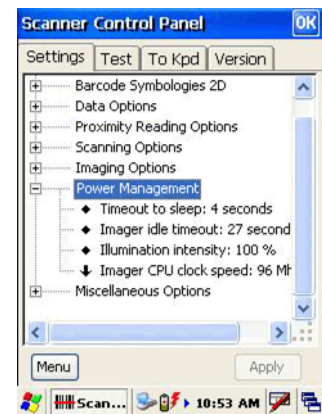 Scanner Control Panel OK
Settings Test To Kpd Version
Barcode Symbologies 2D
Data Options
Proximity Reading Options
Scanning Options
Imaging Options
Power Management
Timeout to sleep: 4 seconds
Imager idle timeout: 27 second
Illumination intensity: 100 %
Imager CPU clock speed: 96 MH
Miscellaneous Options
Menu Apply
Scan... 10:53 AM